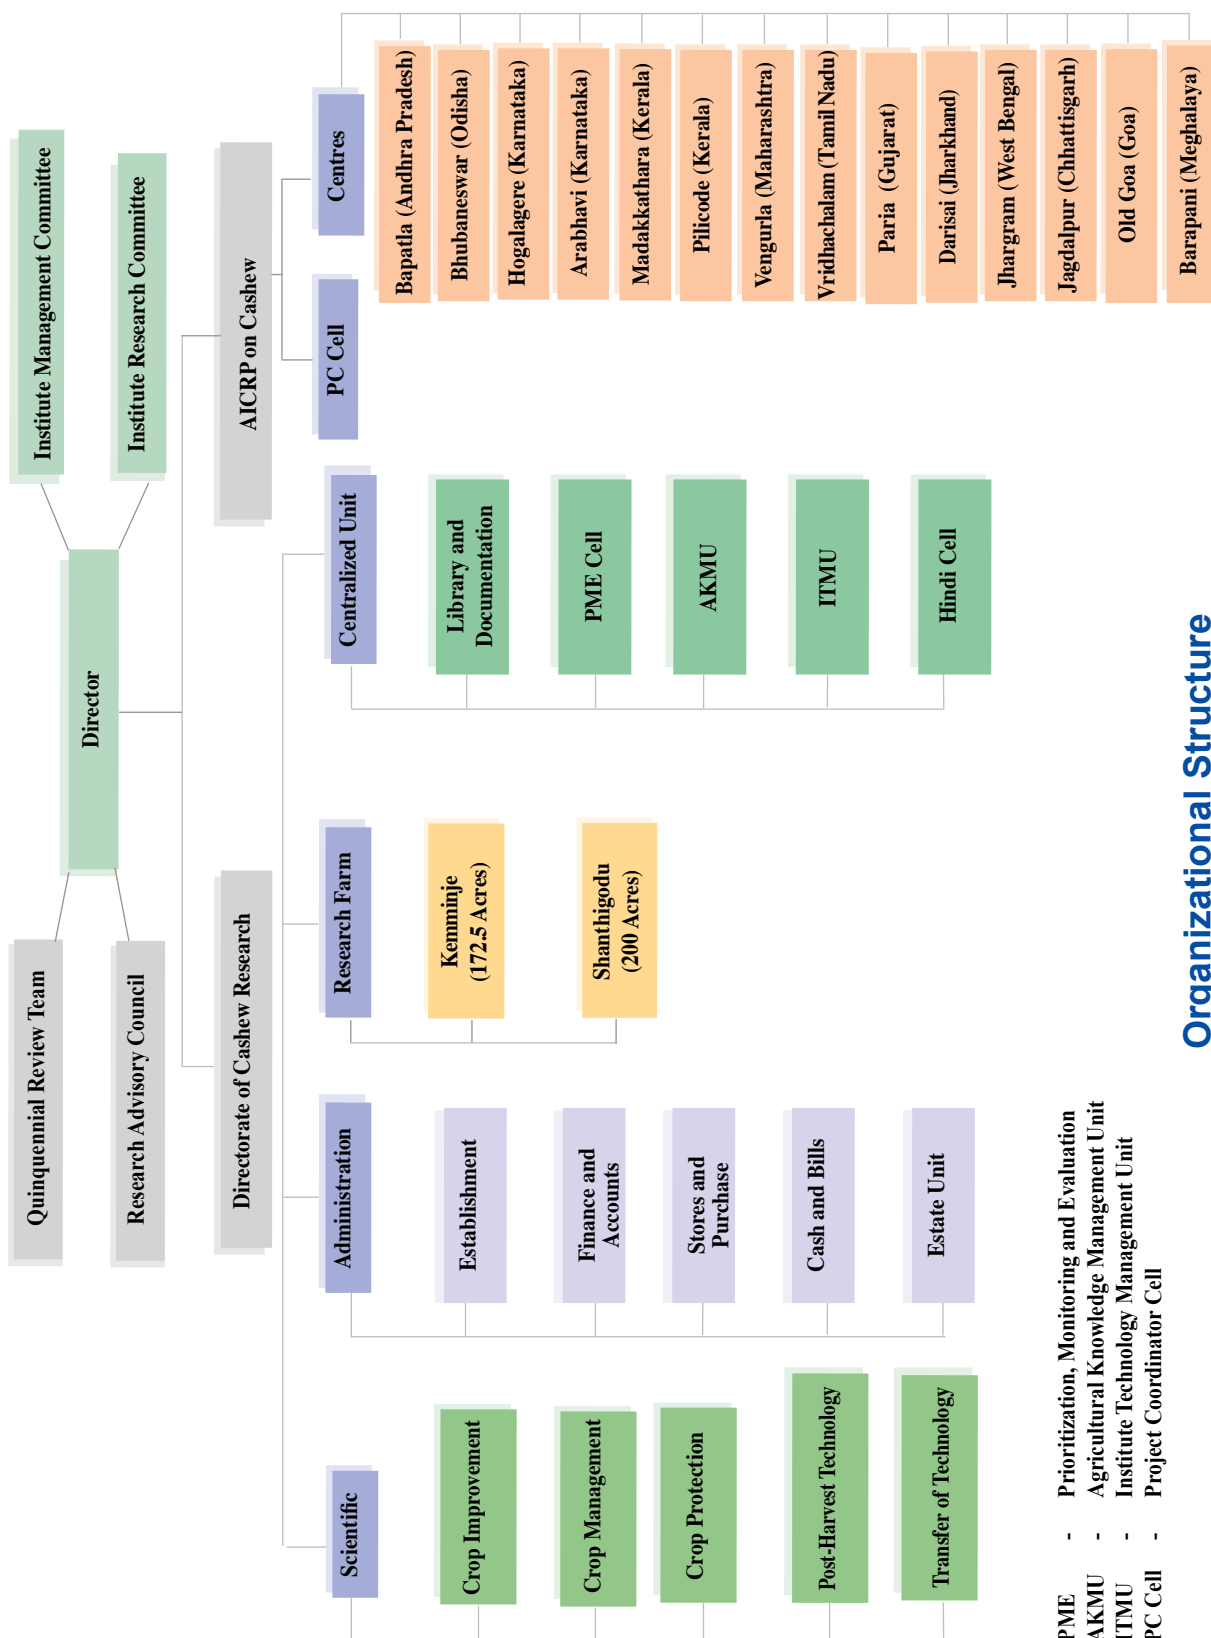 Quinquennial Review Team
Director
Institute Management Committee
Research Advisory Council
Institute Research Committee
Directorate of Cashew Research
AICRP on Cashew
Scientific
Administration
Research Farm
Centralized Unit
PC Cell
Centres
Crop Improvement
Crop Management
Crop Protection
Post-Harvest Technology
Transfer of Technology
Establishment
Finance and
Accounts
Stores and
Purchase
Cash and Bills
Estate Unit
Kemminje
(172.5 Acres)
Shanthigodu
(200 Acres)
Library and
Documentation
PME Cell
AKMU
ITMU
Hindi Cell
Bapatla (Andhra Pradesh)
Bhubaneswar (Odisha)
Hogalagere (Karnataka)
Arabhavi (Karnataka)
Madakkathara (Kerala)
Pilicode (Kerala)
Vengurla (Maharashtra)
Vridhachalam (Tamil Nadu)
Paria (Gujarat)
Darisai (Jharkhand)
Jhargram (West Bengal)
Jagdalpur (Chhattisgarh)
Old Goa (Goa)
Barapani (Meghalaya)
PME - Prioritization, Monitoring and Evaluation
AKMU - Agricultural Knowledge Management Unit
ITMU - Institute Technology Management Unit
PC Cell - Project Coordinator Cell
Organizational Structure